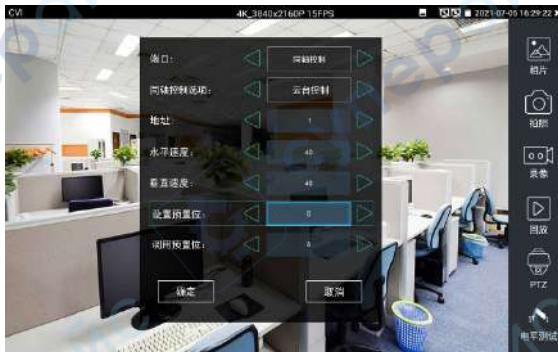 CVI
4K_3840x2160P 15FPS
2021-07-05 16:29:22
端口：
同轴控制
同轴控制选项：
云台控制
地址：
1
水平速度：
40
垂直速度：
40
设置预置位：
调用预置位：
确定
取消
相片
拍照
录像
回放
PTZ
电平测试